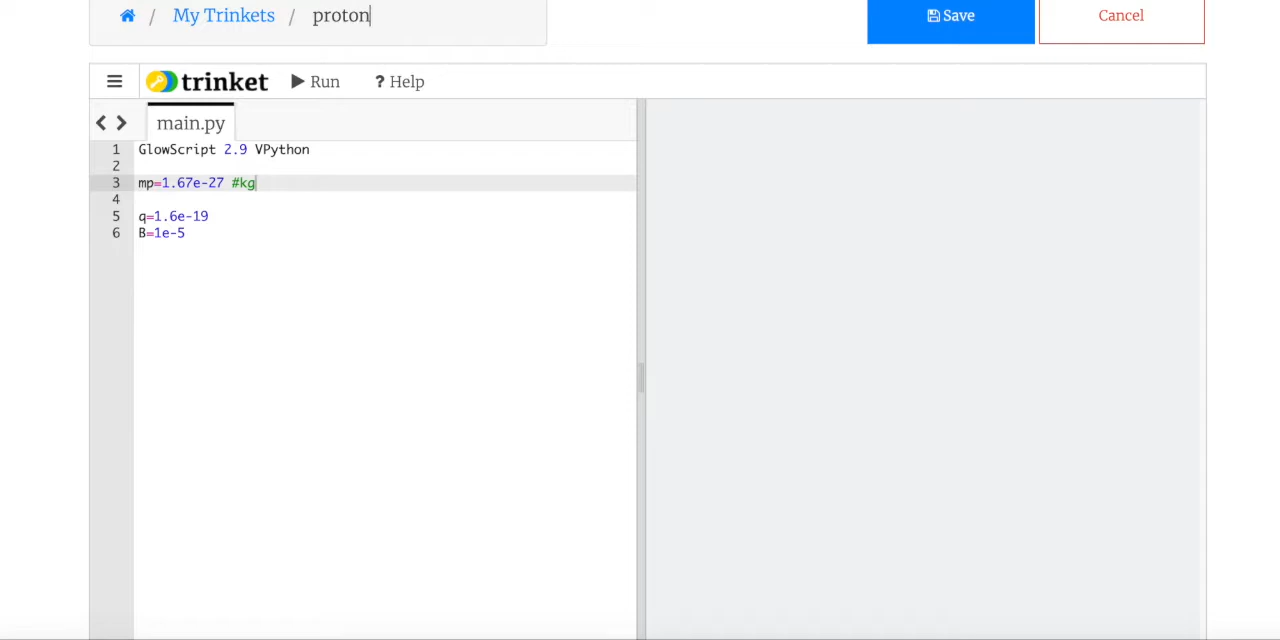 / My Trinkets / proton
Save
Cancel
trinket Run ? Help
main.py
1 GlowScript 2.9 VPython
2
3 mp=1.67e-27 #kg
4
5 q=1.6e-19
6 B=1e-5